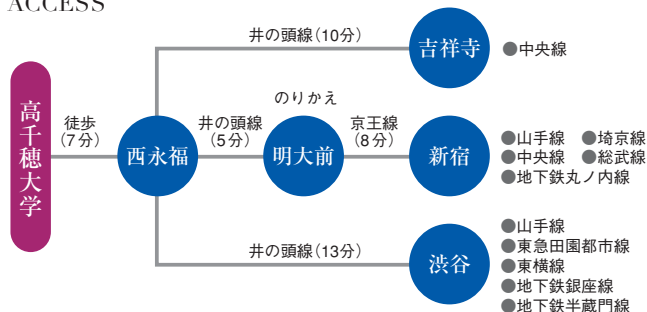 ACCESS
井の頭線(10分)
吉祥寺
●中央線
高千穂大学
徒歩
(7分)
西永福
井の頭線
(5分)
のりかえ
明大前
京王線
(8分)
新宿
●山手線 ●埼京線
●中央線 ●総武線
●地下鉄丸ノ内線
井の頭線(13分)
渋谷
●山手線
●東急田園都市線
●東横線
●地下鉄銀座線
●地下鉄半蔵門線